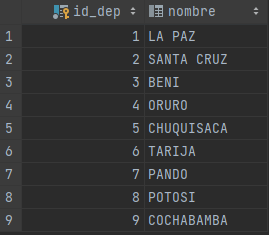 id_dep nombre
1 1 LA PAZ
2 2 SANTA CRUZ
3 3 BENI
4 4 ORURO
5 5 CHUQUISACA
6 6 TARIJA
7 7 PANDO
8 8 POTOSI
9 9 COCHABAMBA